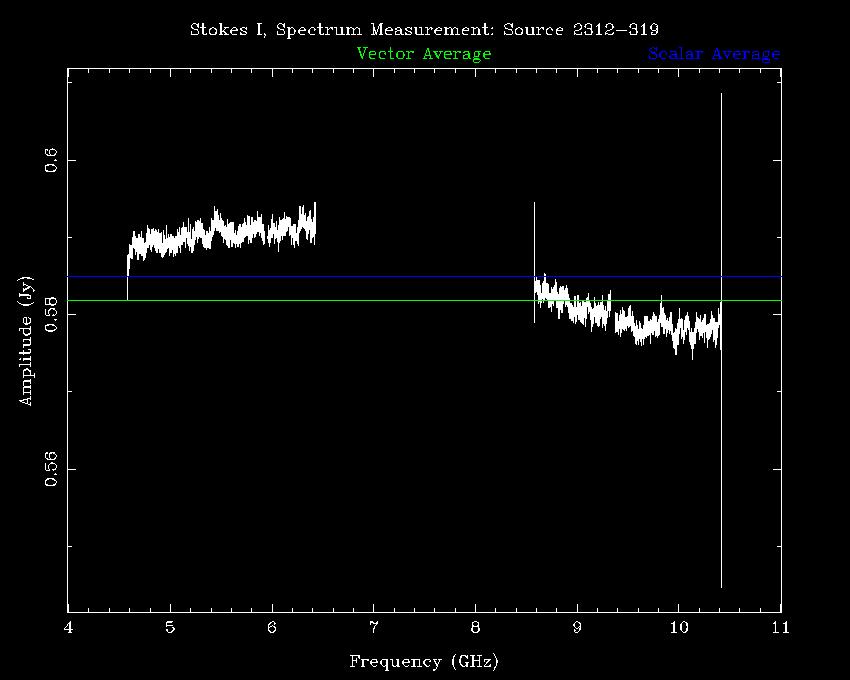 Stokes I, Spectrum Measurement: Source 2312−319
Vector Average
Scalar Average
0.6
0.58
0.56
Amplitude (Jy)
4 5 6 7 8 9 10 11
Frequency (GHz)